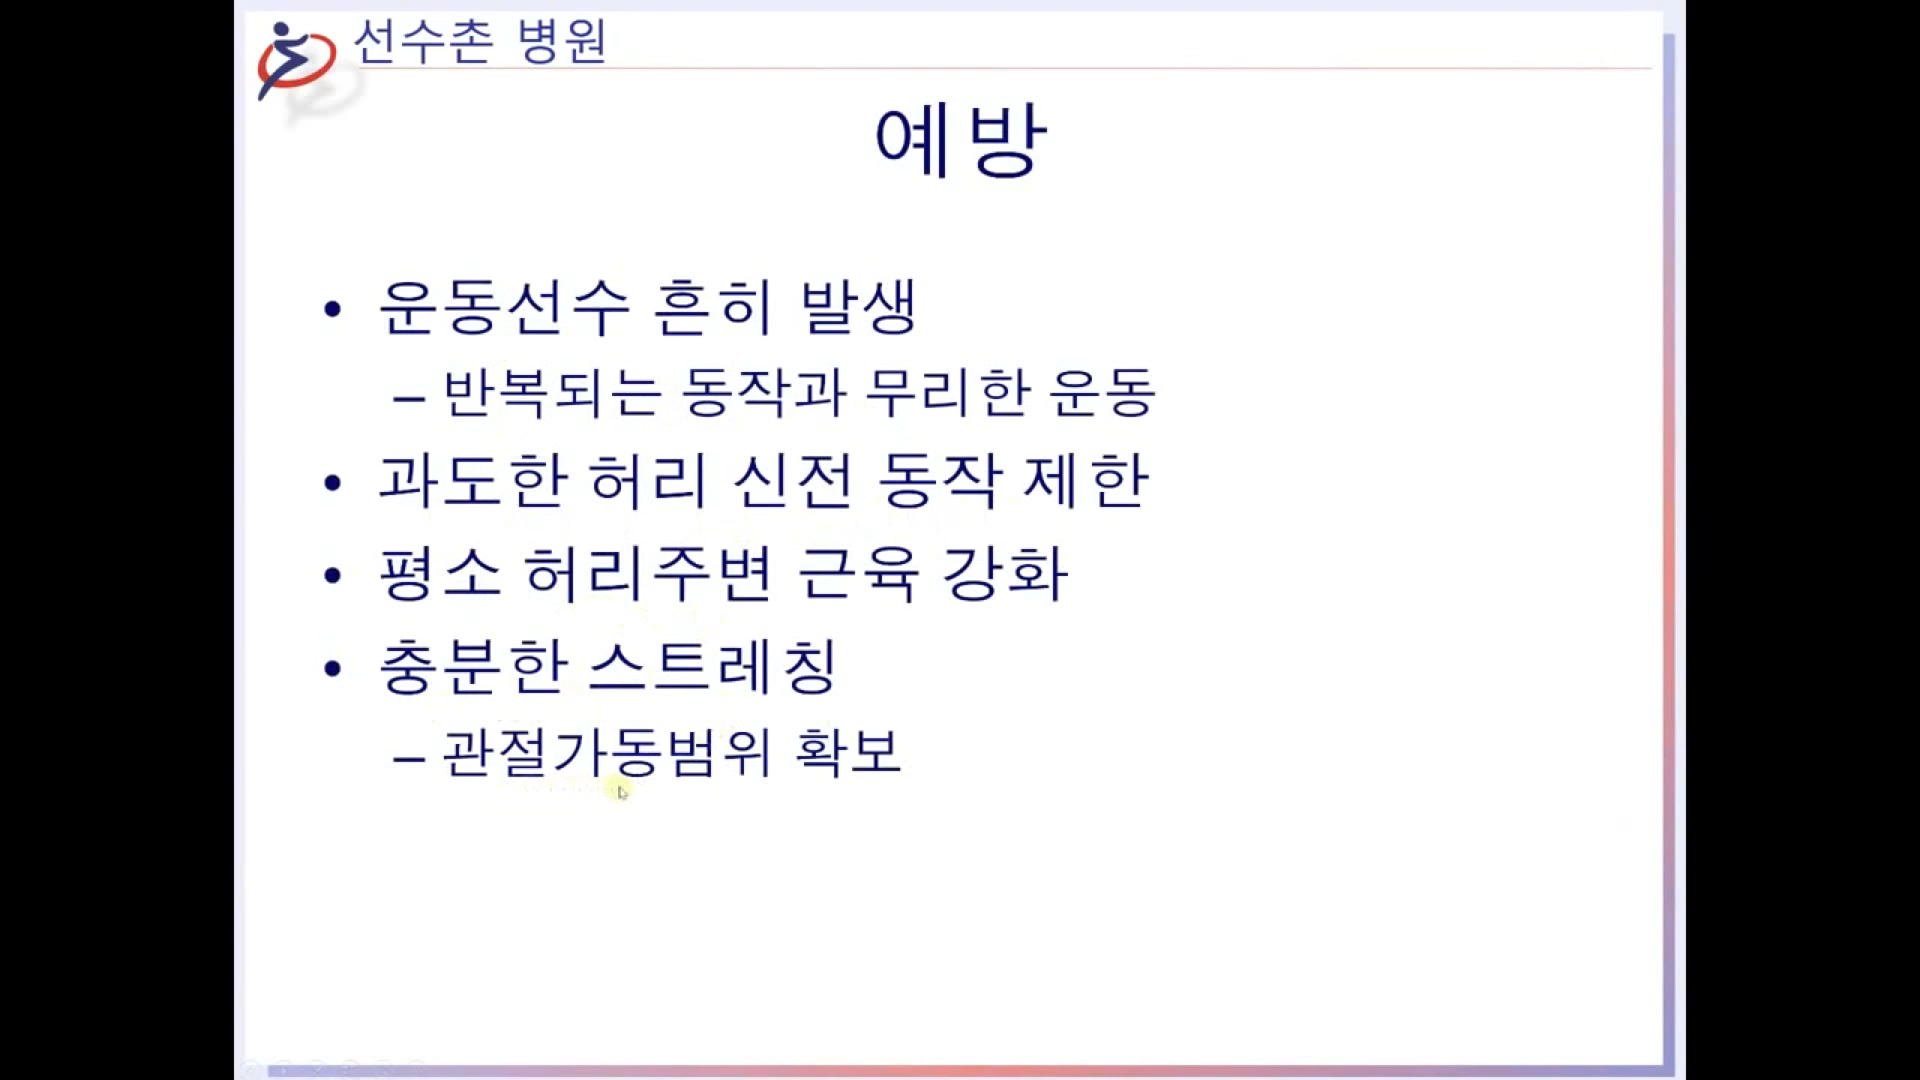 선수촌 병원
예방
• 운동선수 흔히 발생
– 반복되는 동작과 무리한 운동
• 과도한 허리 신전 동작 제한
• 평소 허리주변 근육 강화
• 충분한 스트레칭
– 관절가동범위 확보